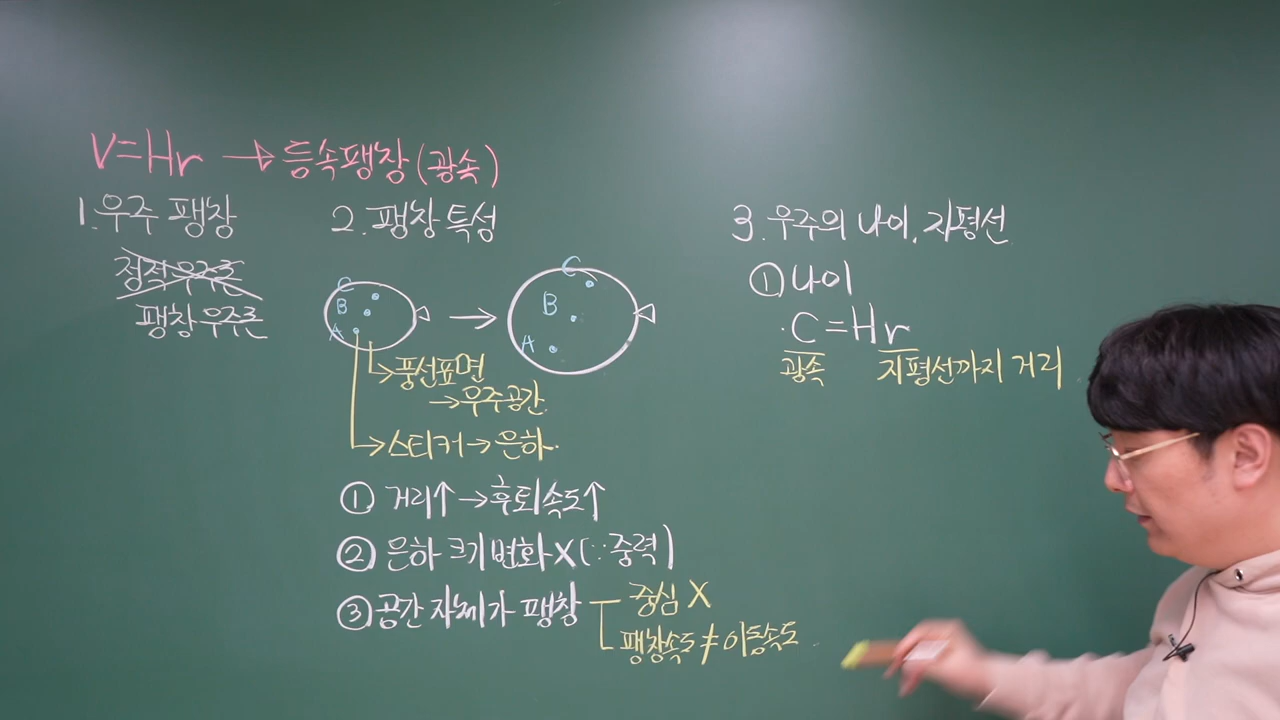 V=Hr → 등속팽창(광속)
1.우주 팽창
정적우주론
팽창우주론
2.팽창 특성
C
B
A
C
B
A
→풍선표면
→우주공간
→스티커→은하.
① 거리↑→후퇴속도↑
② 은하 크기 변화X(∵중력)
③ 공간 자체가 팽창
중심 X
팽창속도≠이동속도
3.우주의 나이, 지평선
①나이
·C=Hr
광속
지평선까지 거리